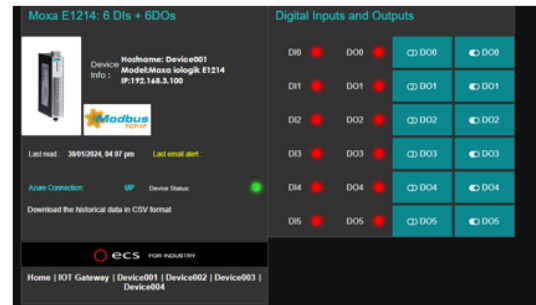 Moxa E1214: 6 DIs + 6DOs
Device Info :
Hostname: Device001
Model:Moxa iologik E1214
IP:192.168.3.100
Modbus
TCP/IP
Last read : 30/01/2024, 04:07 pm Last email alert :
Azure Connection: UP Device Status:
Download the historical data in CSV format
ecs FOR INDUSTRY
Home | IOT Gateway | Device001 | Device002 | Device003 |
Device004
Digital Inputs and Outputs
DI0 DO0 DO0 DO0
DI1 DO1 DO1 DO1
DI2 DO2 DO2 DO2
DI3 DO3 DO3 DO3
DI4 DO4 DO4 DO4
DI5 DO5 DO5 DO5